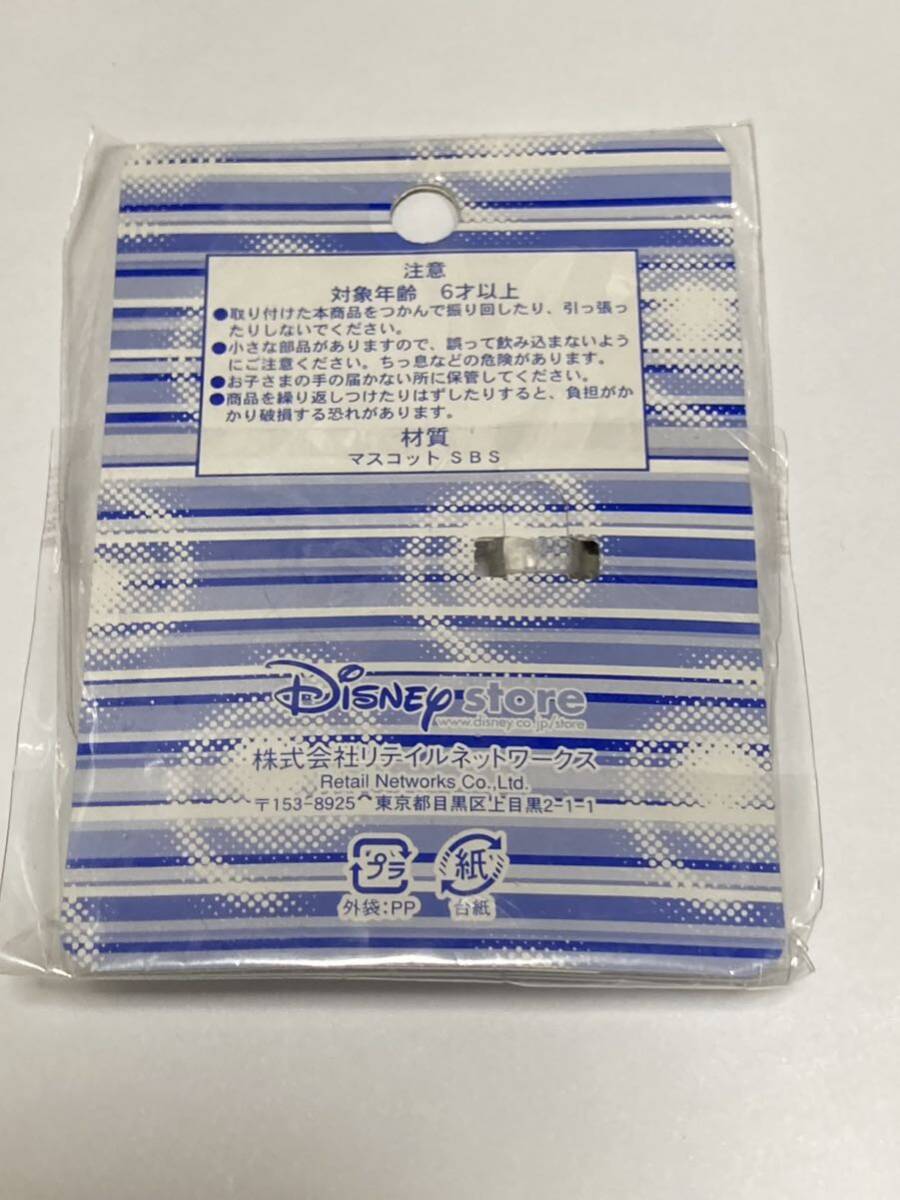 注意
対象年齢 6才以上
●取り付けた本商品をつかんで振り回したり、引っ張っ
たりしないでください。
●小さな部品がありますので、誤って飲み込まないよう
にご注意ください。ちっ息などの危険があります。
●お子さまの手の届かない所に保管してください。
●商品を繰り返しつけたりはずしたりすると、負担がか
かり破損する恐れがあります。
材質
マスコット SBS
Disney store
www.disney.co.jp/store
株式会社リテイルネットワークス
Retail Networks Co.,Ltd.
〒153-8925 東京都目黒区上目黒2-1-1
プラ 紙
外袋:PP 台紙